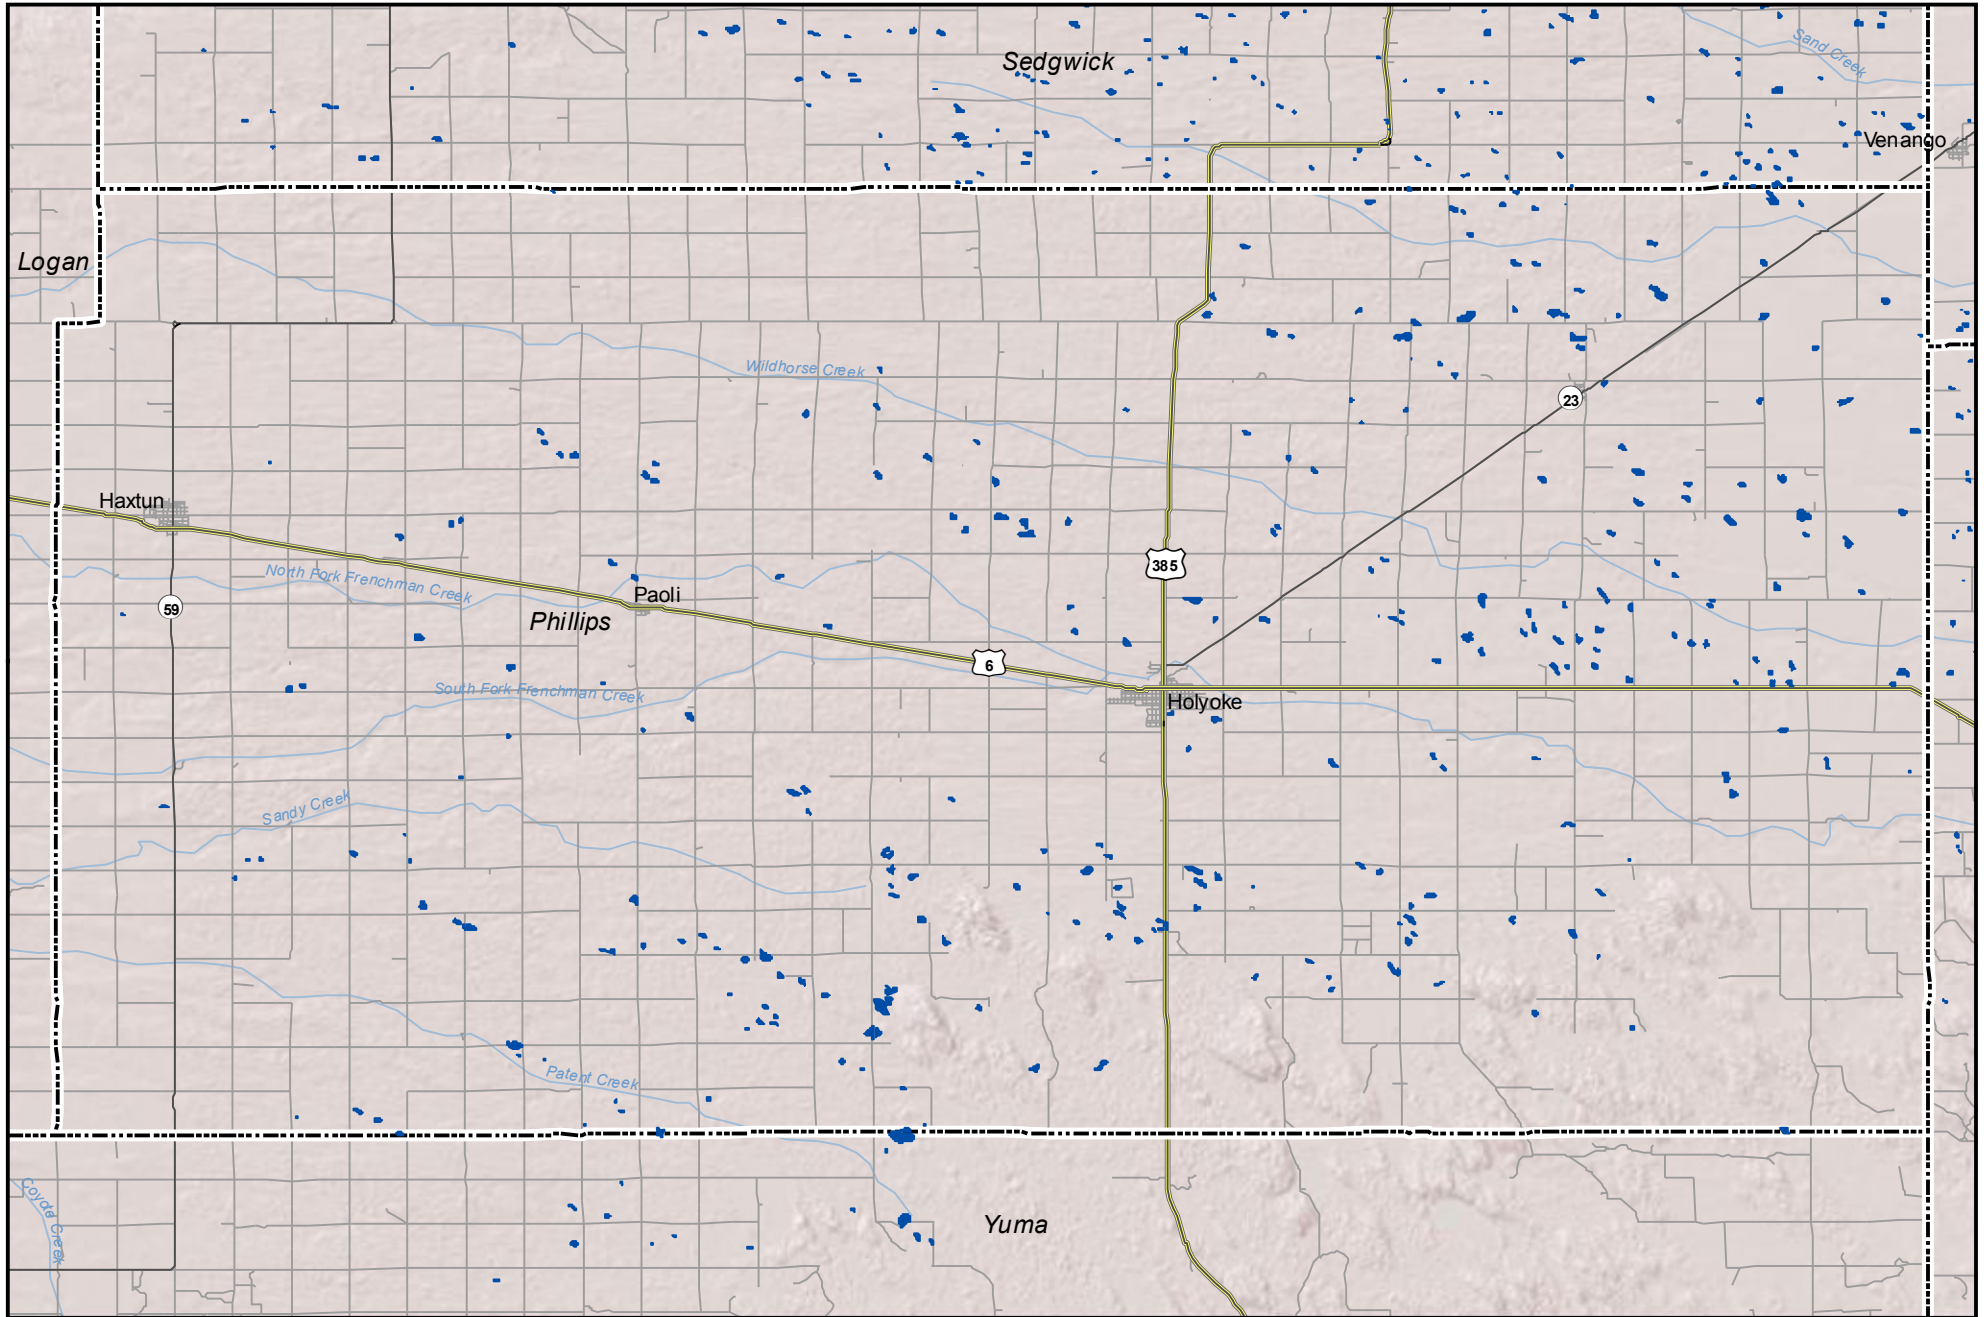 Sedgwick
Sand Creek
Venango
Logan
Wildhorse Creek
23
Haxtun
385
North Fork Frenchman Creek
Paoli
59
Phillips
6
South Fork Frenchman Creek
Holyoke
Sandy Creek
Patent Creek
Coyote Creek
Yuma